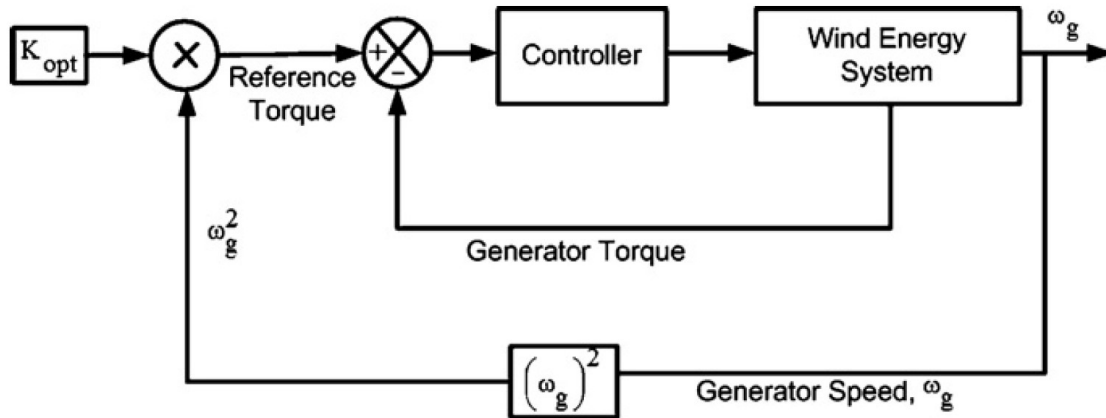 K_opt
×
Reference
Torque
+
-
Controller
Wind Energy
System
ω_g
ω_g^2
Generator Torque
(ω_g)^2
Generator Speed, ω_g